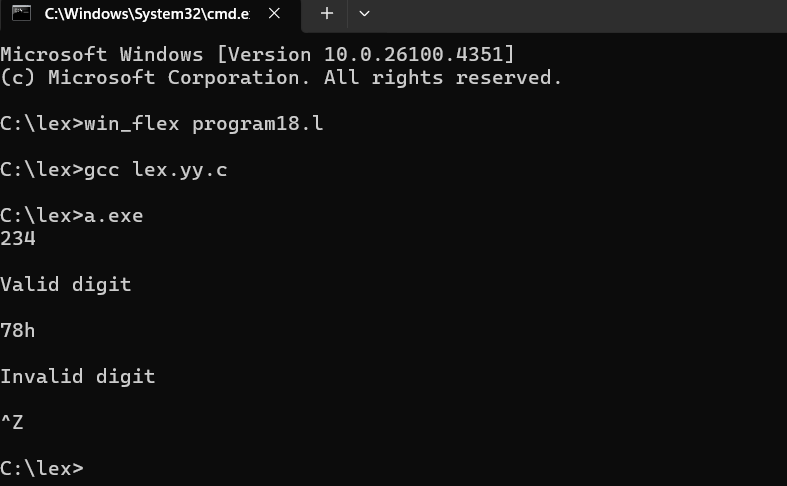 C:\Windows\System32\cmd.e
Microsoft Windows [Version 10.0.26100.4351]
(c) Microsoft Corporation. All rights reserved.
C:\lex>win_flex program18.l
C:\lex>gcc lex.yy.c
C:\lex>a.exe
234
Valid digit
78h
Invalid digit
^Z
C:\lex>